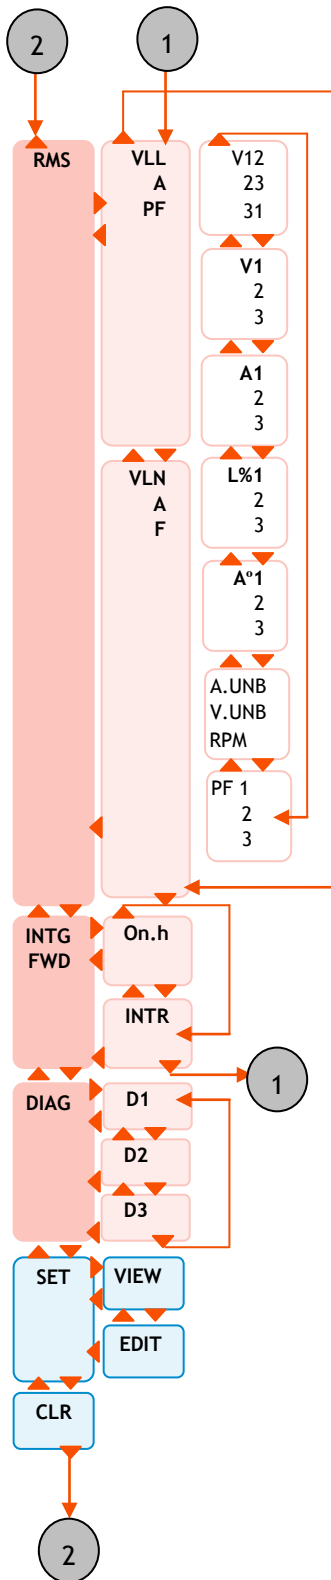 2
1
RMS
VLL
A
PF
V12
23
31
V1
2
3
A1
2
3
VLN
A
F
L%1
2
3
Aº1
2
3
A.UNB
V.UNB
RPM
PF 1
2
3
INTG
FWD
On.h
INTR
1
DIAG
D1
D2
D3
SET
VIEW
EDIT
CLR
2